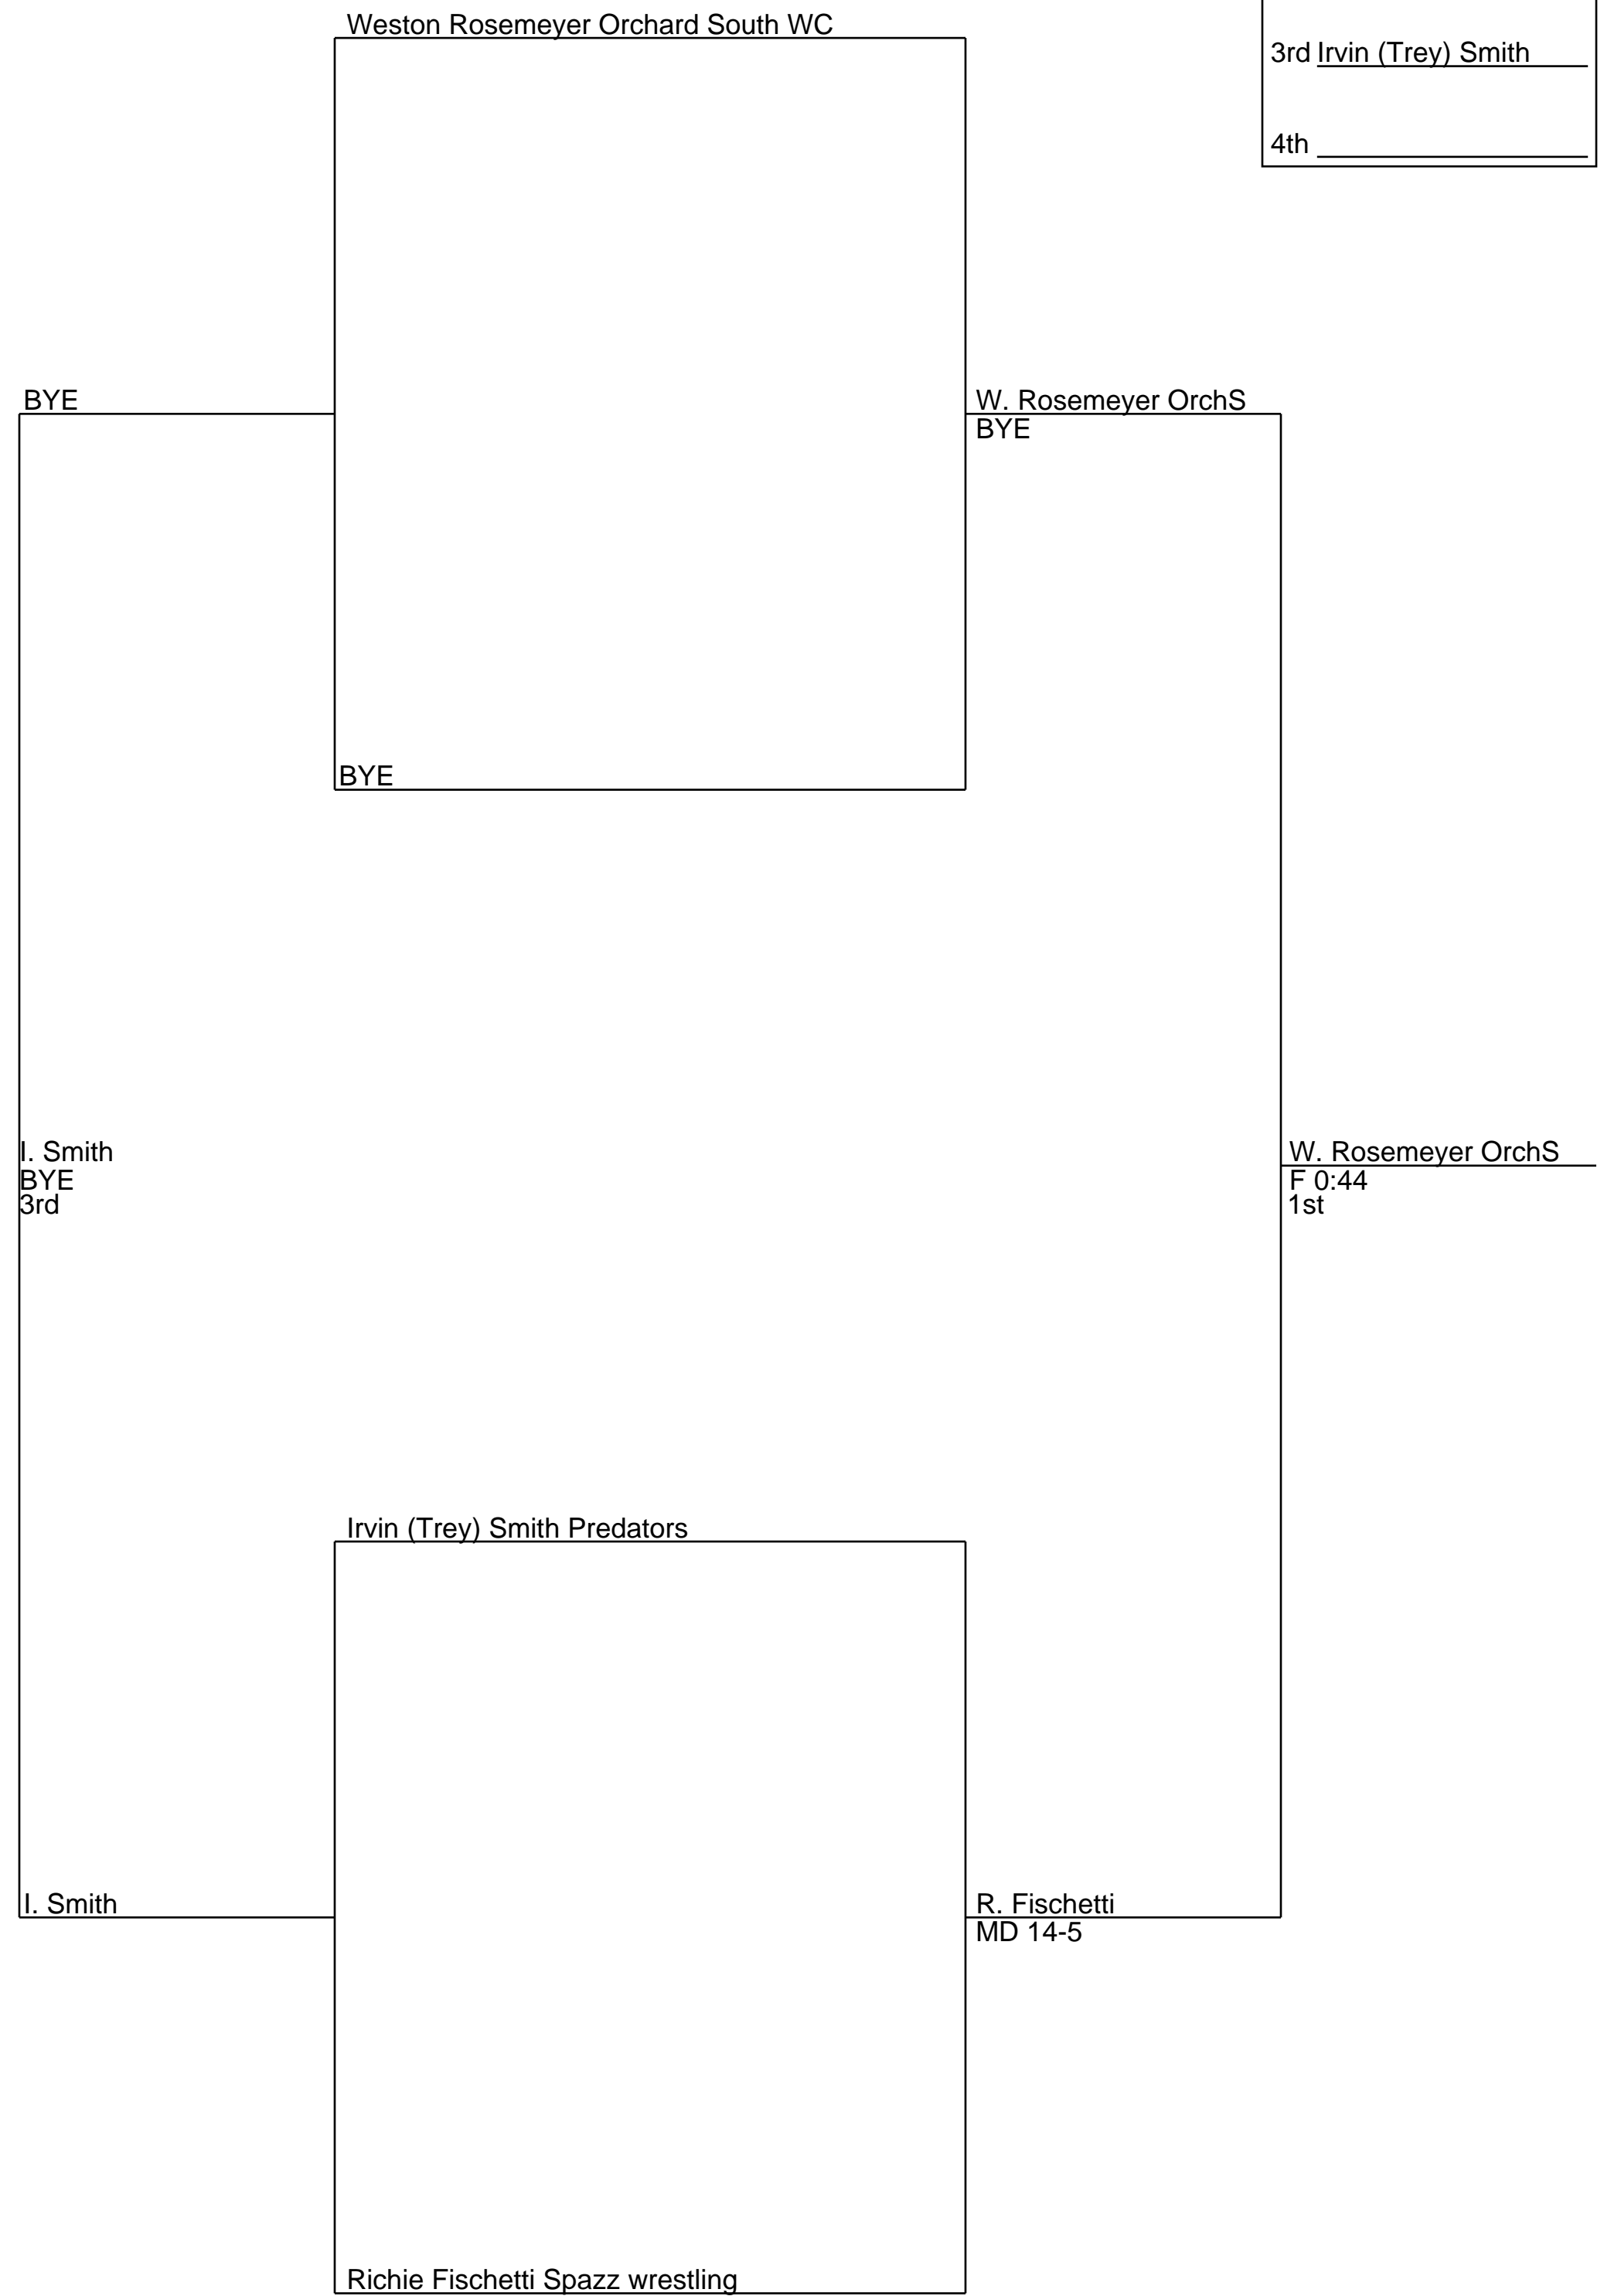 Weston Rosemeyer Orchard South WC
3rd Irvin (Trey) Smith
4th
BYE
W. Rosemeyer OrchS
BYE
BYE
I. Smith
BYE
3rd
W. Rosemeyer OrchS
F 0:44
1st
Irvin (Trey) Smith Predators
I. Smith
R. Fischetti
MD 14-5
Richie Fischetti Spazz wrestling